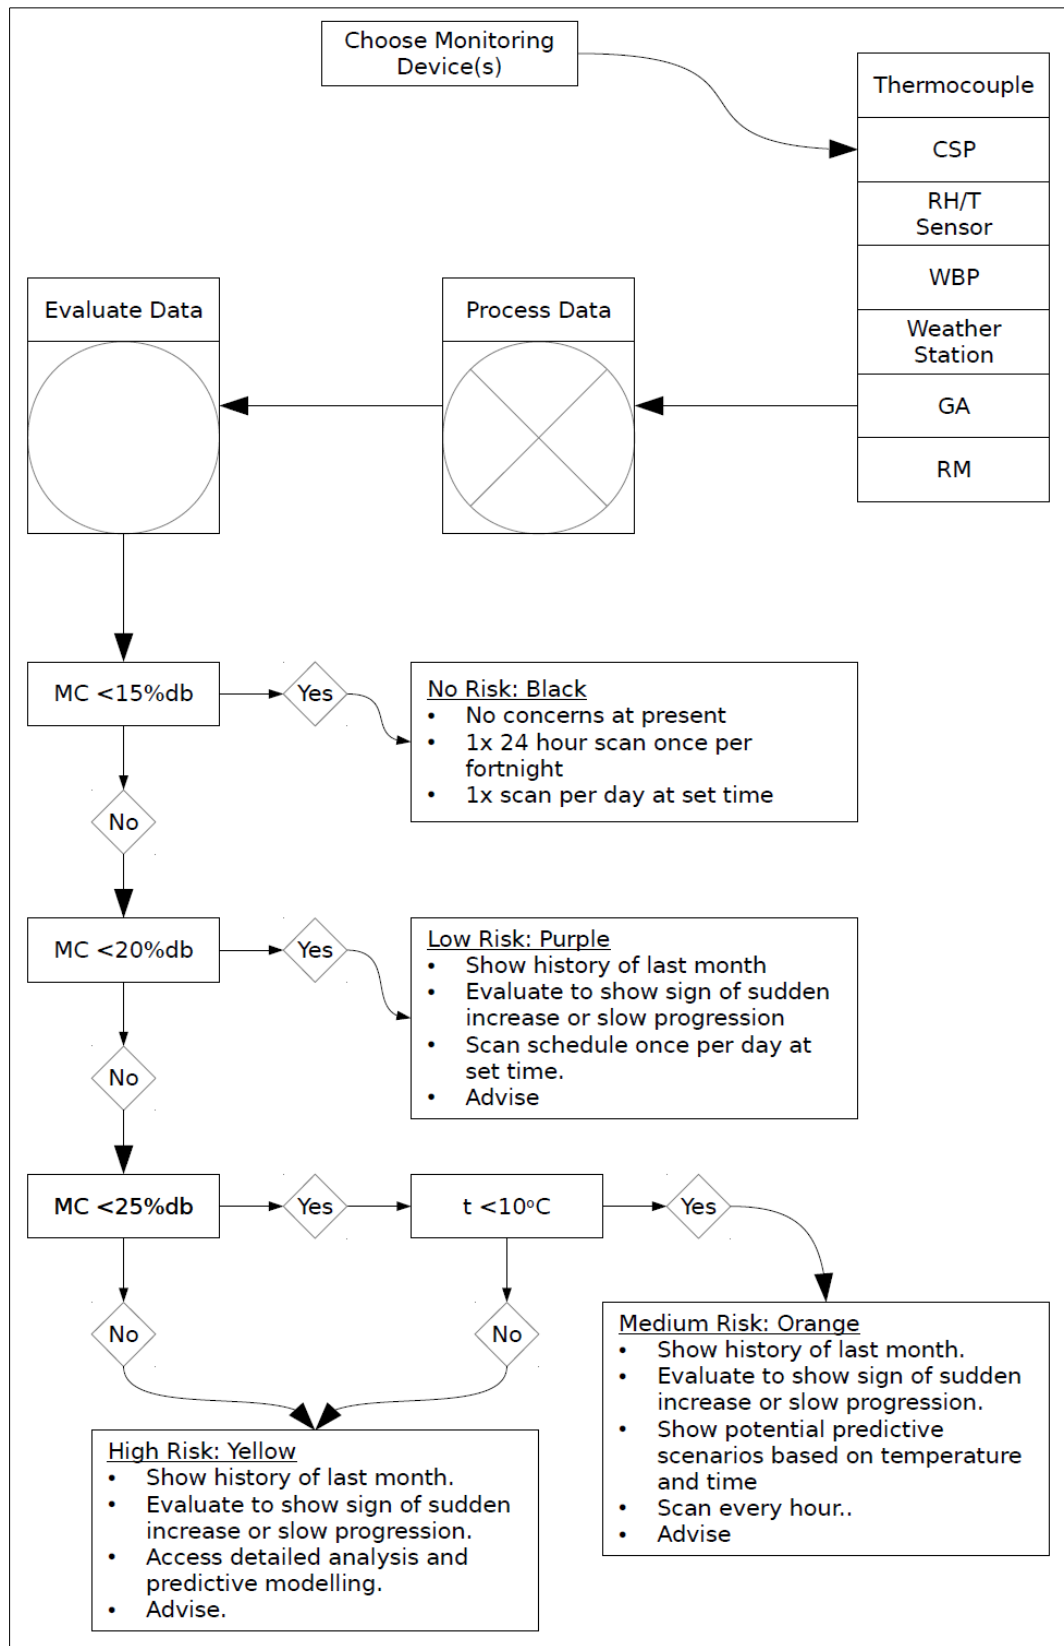 Choose Monitoring
Device(s)
Thermocouple
CSP
RH/T
Sensor
WBP
Weather
Station
GA
RM
Process Data
Evaluate Data
MC <15%db
Yes
No Risk: Black
• No concerns at present
• 1x 24 hour scan once per
fortnight
• 1x scan per day at set time
No
MC <20%db
Yes
Low Risk: Purple
• Show history of last month
• Evaluate to show sign of sudden
increase or slow progression
• Scan schedule once per day at
set time.
• Advise
No
MC <25%db
Yes
t <10°C
Yes
No
No
Medium Risk: Orange
• Show history of last month.
• Evaluate to show sign of sudden
increase or slow progression.
• Show potential predictive
scenarios based on temperature
and time
• Scan every hour..
• Advise
High Risk: Yellow
• Show history of last month.
• Evaluate to show sign of sudden
increase or slow progression.
• Access detailed analysis and
predictive modelling.
• Advise.